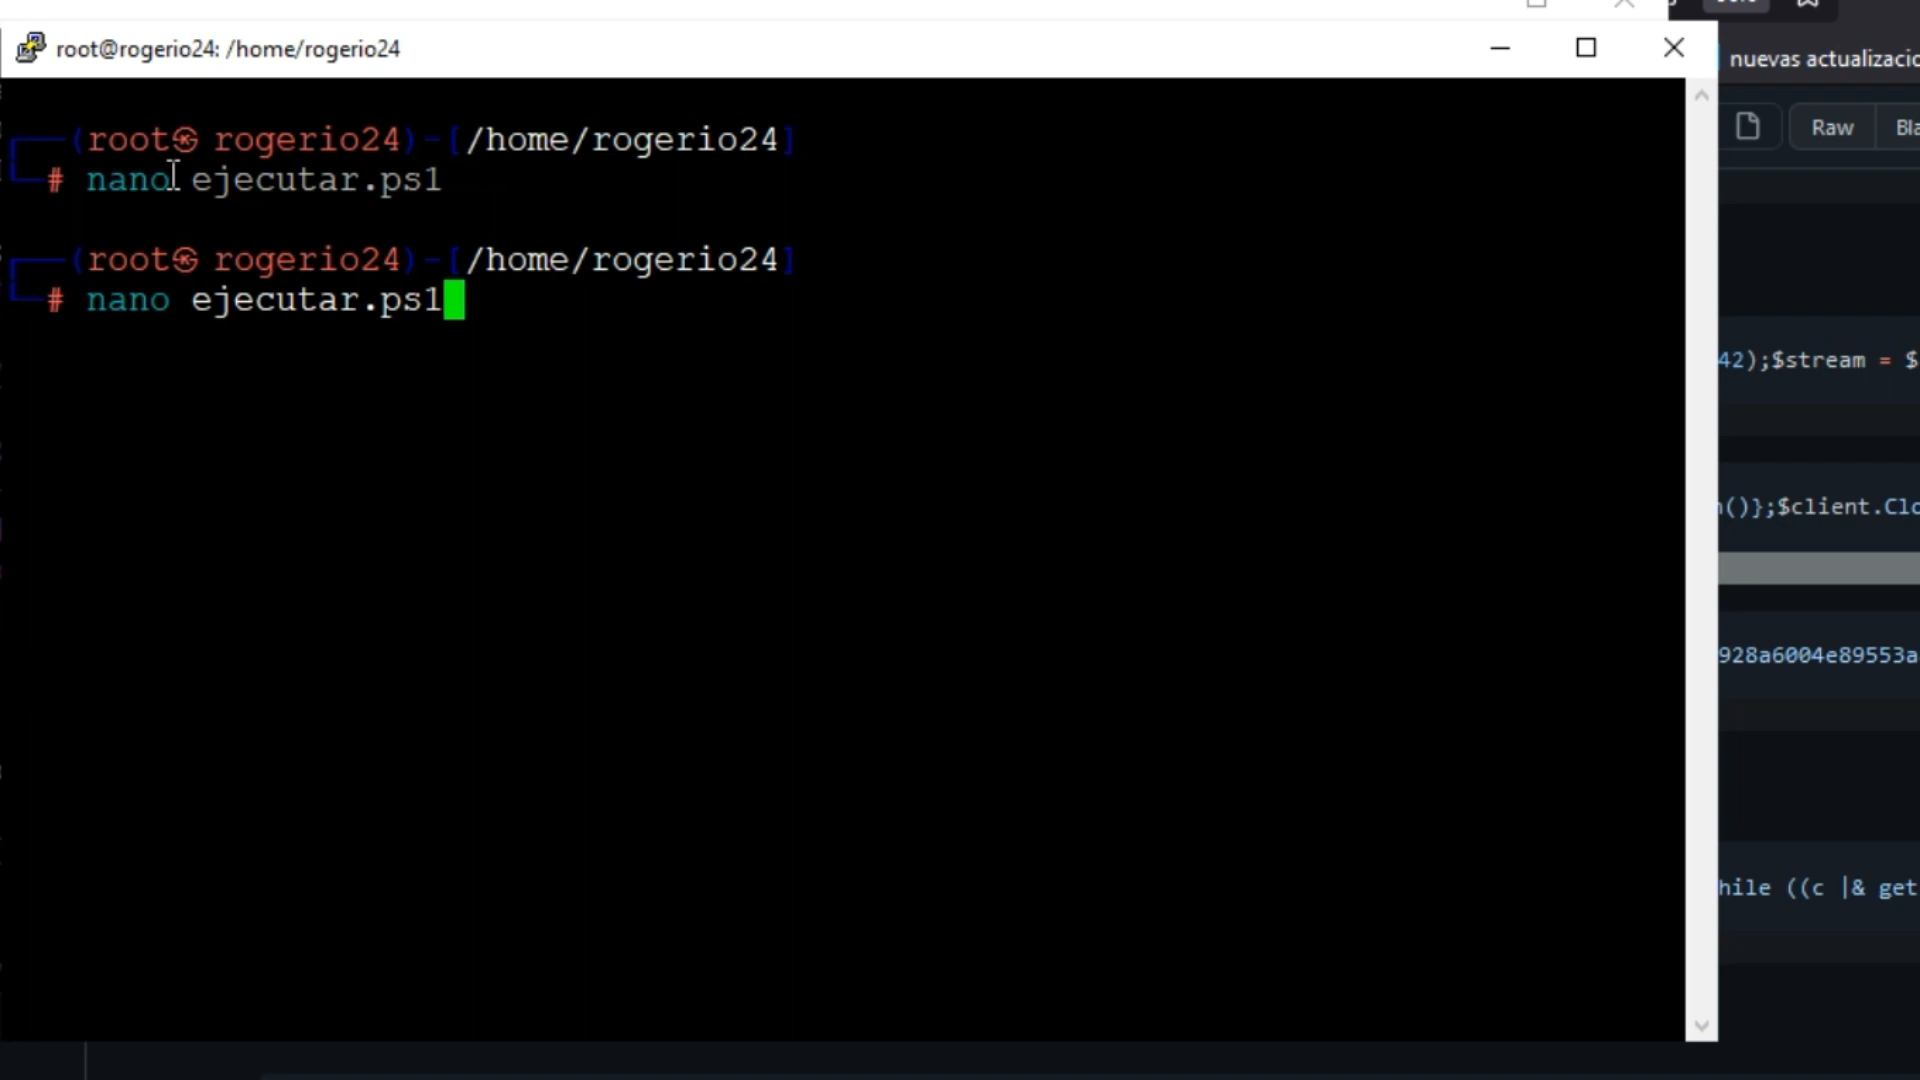 root@rogerio24: /home/rogerio24
nuevas actualizacio
(root㉿ rogerio24)-[/home/rogerio24]
# nano ejecutar.ps1
(root㉿ rogerio24)-[/home/rogerio24]
# nano ejecutar.ps1
Raw
Bla
42);$stream = $
()};$client.Clo
928a6004e89553a
hile ((c |& get